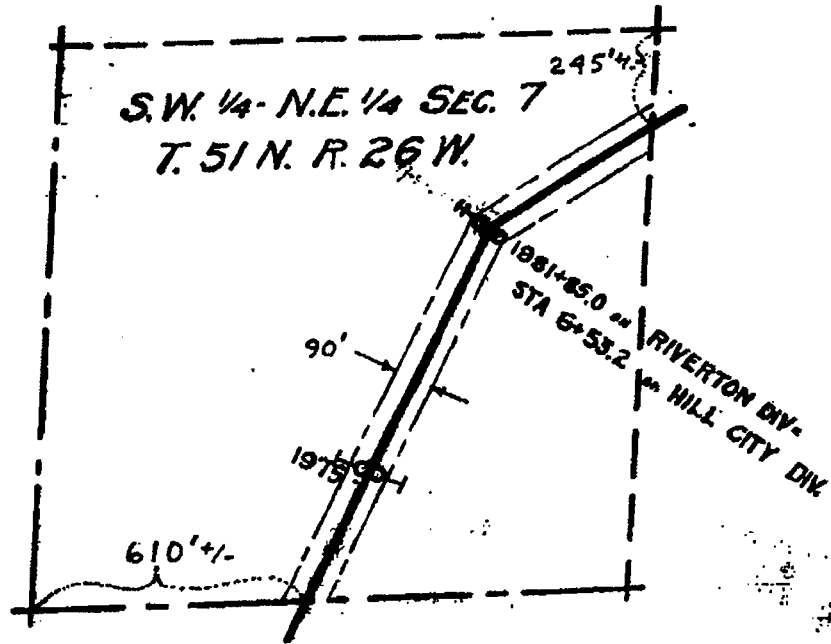 245'+/-
S.W. 1/4 - N.E. 1/4 SEC. 7
T. 51 N. R. 26 W.
1981+85.0 on RIVERTON DIV.
STA 6+53.2 on HILL CITY DIV.
90'
1975
610'+/-